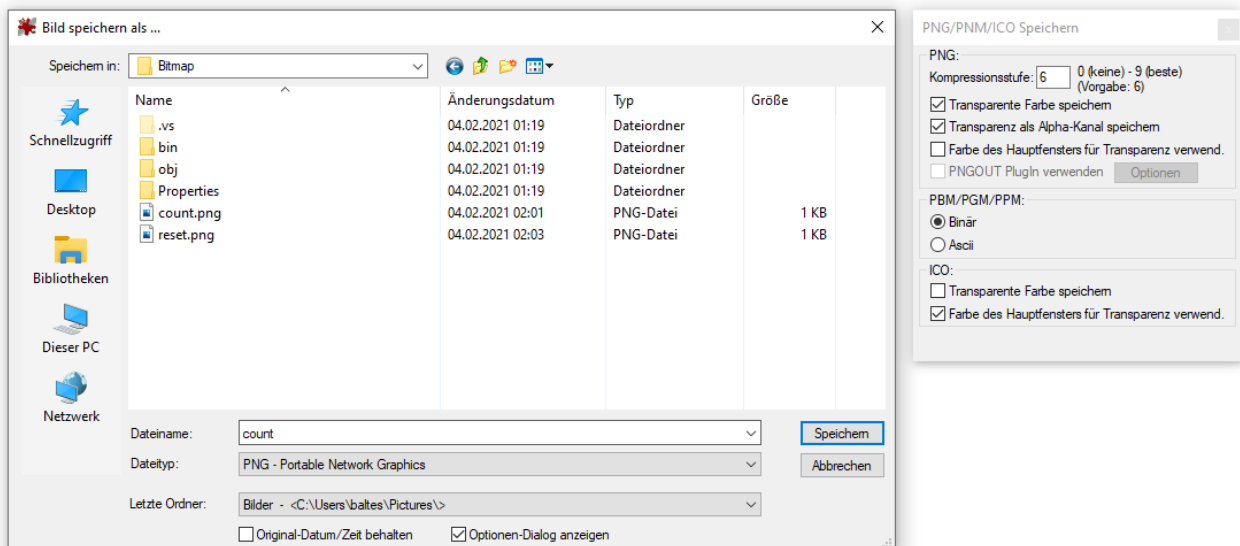 Bild speichern als ...
Speichern in: Bitmap
Schnellzugriff
Desktop
Bibliotheken
Dieser PC
Netzwerk
Name Änderungsdatum Typ Größe
.vs 04.02.2021 01:19 Dateiordner
bin 04.02.2021 01:19 Dateiordner
obj 04.02.2021 01:19 Dateiordner
Properties 04.02.2021 01:19 Dateiordner
count.png 04.02.2021 02:01 PNG-Datei 1 KB
reset.png 04.02.2021 02:03 PNG-Datei 1 KB
Dateiname: count Speichern
Dateityp: PNG - Portable Network Graphics Abbrechen
Letzte Ordner: Bilder - <C:\Users\baltes\Pictures\>
Original-Datum/Zeit behalten Optionen-Dialog anzeigen
PNG/PNM/ICO Speichern
PNG:
Kompressionsstufe: 6 0 (keine) - 9 (beste)
(Vorgabe: 6)
Transparente Farbe speichern
Transparenz als Alpha-Kanal speichern
Farbe des Hauptfensters für Transparenz verwend.
PNGOUT PlugIn verwenden Optionen
PBM/PGM/PPM:
Binär
Ascii
ICO:
Transparente Farbe speichern
Farbe des Hauptfensters für Transparenz verwend.